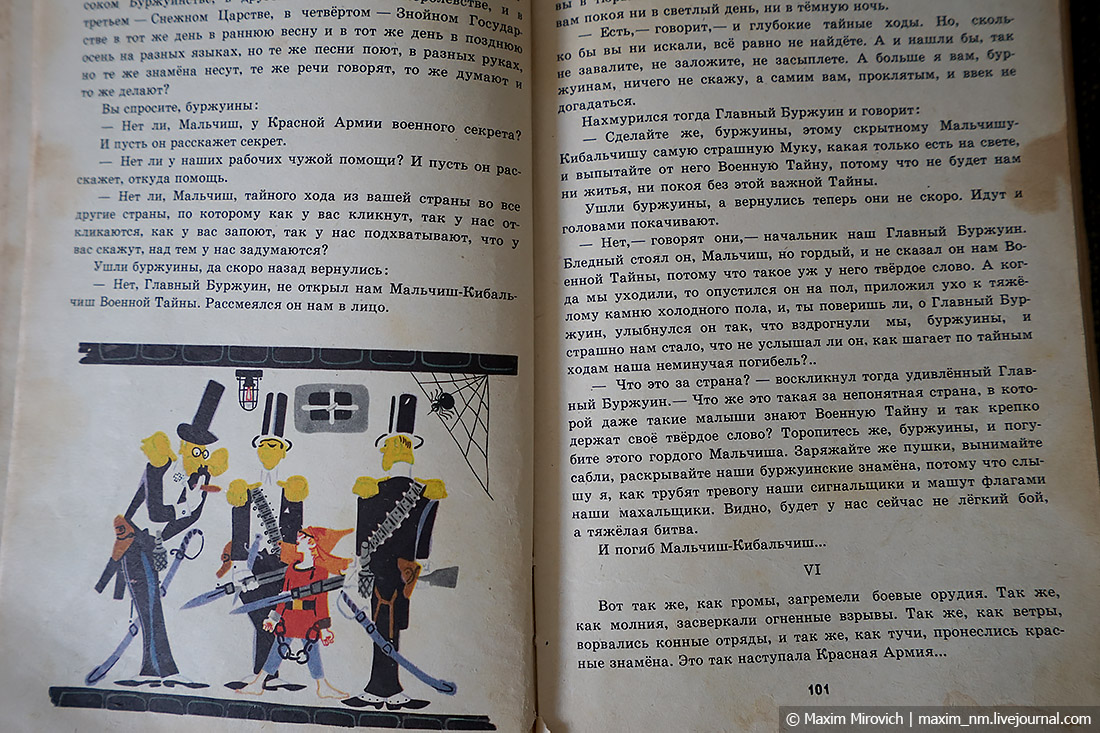 соком Буржуинстве, в
третьем — Снежном Царстве, в четвёртом — Знойном Государ-
стве в тот же день в раннюю весну и в тот же день в позднюю
осень на разных языках, но те же песни поют, в разных руках,
но те же знамёна несут, те же речи говорят, то же думают и
то же делают?
Вы спросите, буржуины:
— Нет ли, Мальчиш, у Красной Армии военного секрета?
И пусть он расскажет секрет.
— Нет ли у наших рабочих чужой помощи? И пусть он рас-
скажет, откуда помощь.
— Нет ли, Мальчиш, тайного хода из вашей страны во все
другие страны, по которому как у вас кликнут, так у нас от-
кликаются, как у вас запоют, так у нас подхватывают, что у
вас скажут, над тем у нас задумаются?
Ушли буржуины, да скоро назад вернулись:
— Нет, Главный Буржуин, не открыл нам Мальчиш-Кибаль-
чиш Военной Тайны. Рассмеялся он нам в лицо.
вам покоя ни в светлый день, ни в тёмную ночь.
— Есть,— говорит,— и глубокие тайные ходы. Но, сколь-
ко бы вы ни искали, всё равно не найдёте. А и нашли бы, так
не завалите, не заложите, не засыплете. А больше я вам, бур-
жуинам, ничего не скажу, а самим вам, проклятым, и ввек не
догадаться.
Нахмурился тогда Главный Буржуин и говорит:
— Сделайте же, буржуины, этому скрытному Мальчишу-
Кибальчишу самую страшную Муку, какая только есть на свете,
и выпытайте от него Военную Тайну, потому что не будет нам
ни житья, ни покоя без этой важной Тайны.
Ушли буржуины, а вернулись теперь они не скоро. Идут и
головами покачивают.
— Нет,— говорят они,— начальник наш Главный Буржуин.
Бледный стоял он, Мальчиш, но гордый, и не сказал он нам Во-
енной Тайны, потому что такое уж у него твёрдое слово. А ког-
да мы уходили, то опустился он на пол, приложил ухо к тяжё-
лому камню холодного пола, и, ты поверишь ли, о Главный Бур-
жуин, улыбнулся он так, что вздрогнули мы, буржуины, и
страшно нам стало, что не услышал ли он, как шагает по тайным
ходам наша неминучая погибель?..
— Что это за страна? — воскликнул тогда удивлённый Глав-
ный Буржуин.— Что же это такая за непонятная страна, в кото-
рой даже такие малыши знают Военную Тайну и так крепко
держат своё твёрдое слово? Торопитесь же, буржуины, и погу-
бите этого гордого Мальчиша. Заряжайте же пушки, вынимайте
сабли, раскрывайте наши буржуинские знамёна, потому что слы-
шу я, как трубят тревогу наши сигнальщики и машут флагами
наши махальщики. Видно, будет у нас сейчас не лёгкий бой,
а тяжёлая битва.
И погиб Мальчиш-Кибальчиш...
VI
Вот так же, как громы, загремели боевые орудия. Так же,
как молния, засверкали огненные взрывы. Так же, как ветры,
ворвались конные отряды, и так же, как тучи, пронеслись крас-
ные знамёна. Это так наступала Красная Армия...
101
© Maxim Mirovich | maxim_nm.livejournal.com